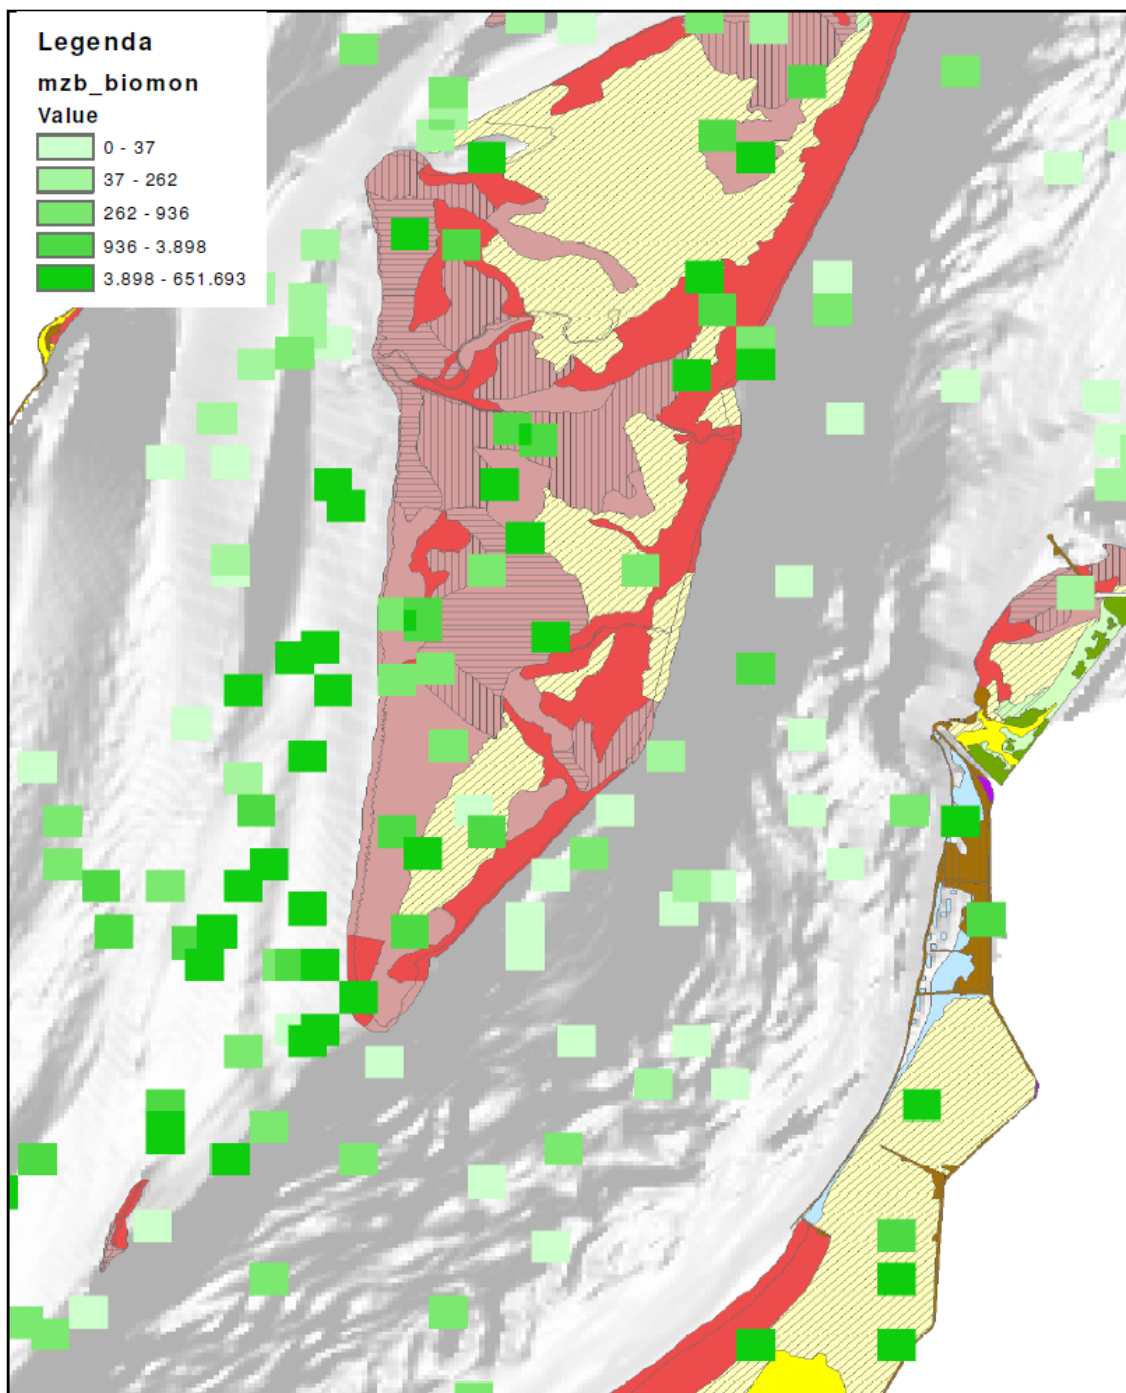 Legenda
mzb_biomon
Value
0 - 37
37 - 262
262 - 936
936 - 3.898
3.898 - 651.693